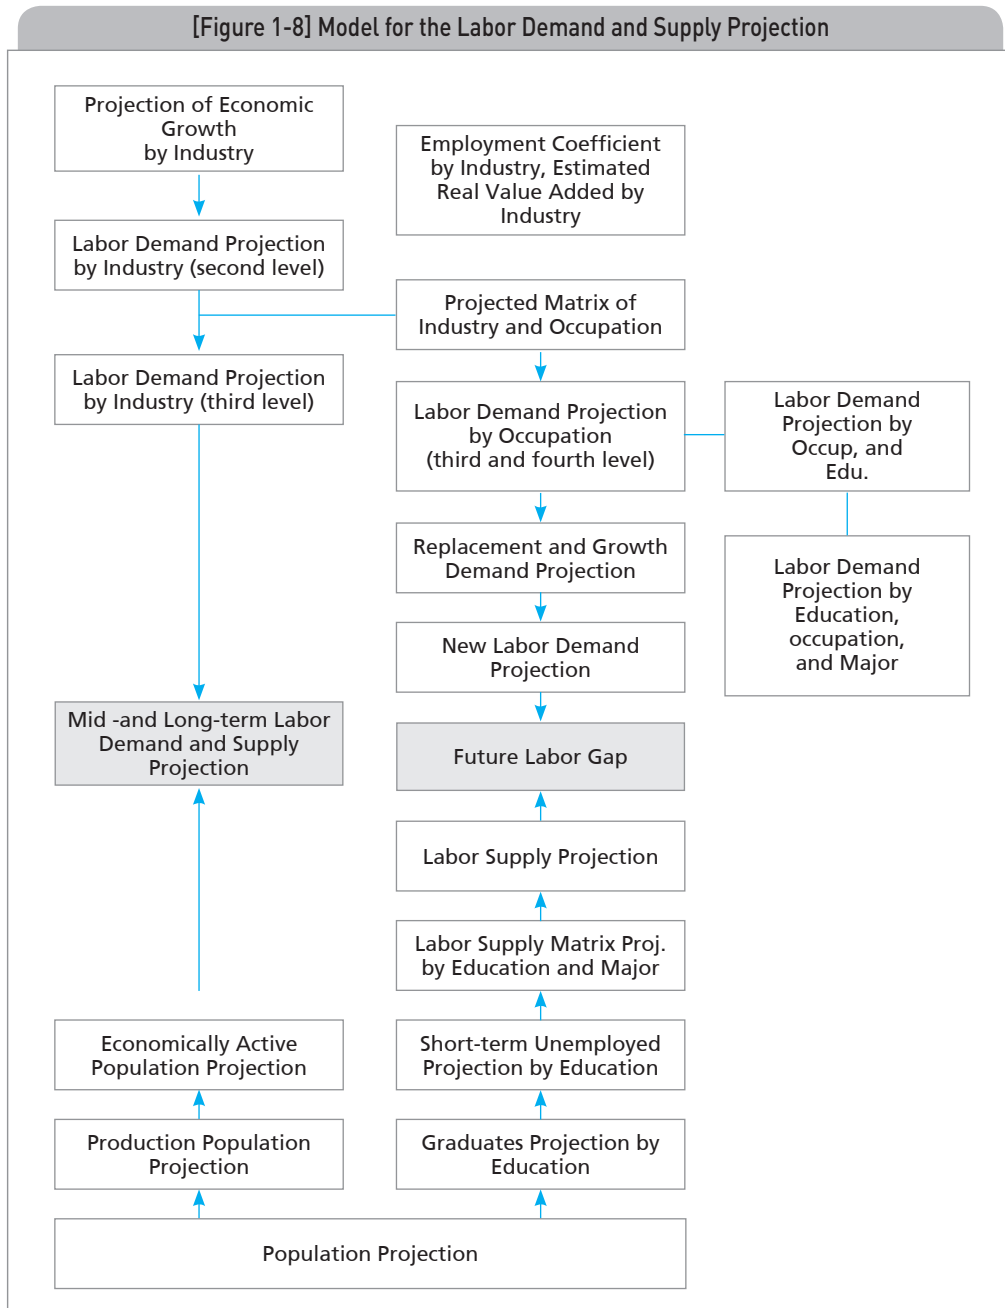 [Figure 1-8] Model for the Labor Demand and Supply Projection
Projection of Economic
Growth
by Industry
Employment Coefficient
by Industry, Estimated
Real Value Added by
Industry
Labor Demand Projection
by Industry (second level)
Projected Matrix of
Industry and Occupation
Labor Demand Projection
by Industry (third level)
Labor Demand Projection
by Occupation
(third and fourth level)
Labor Demand
Projection by
Occup, and
Edu.
Replacement and Growth
Demand Projection
Labor Demand
Projection by
Education,
occupation,
and Major
New Labor Demand
Projection
Mid -and Long-term Labor
Demand and Supply
Projection
Future Labor Gap
Labor Supply Projection
Labor Supply Matrix Proj.
by Education and Major
Economically Active
Population Projection
Short-term Unemployed
Projection by Education
Production Population
Projection
Graduates Projection by
Education
Population Projection